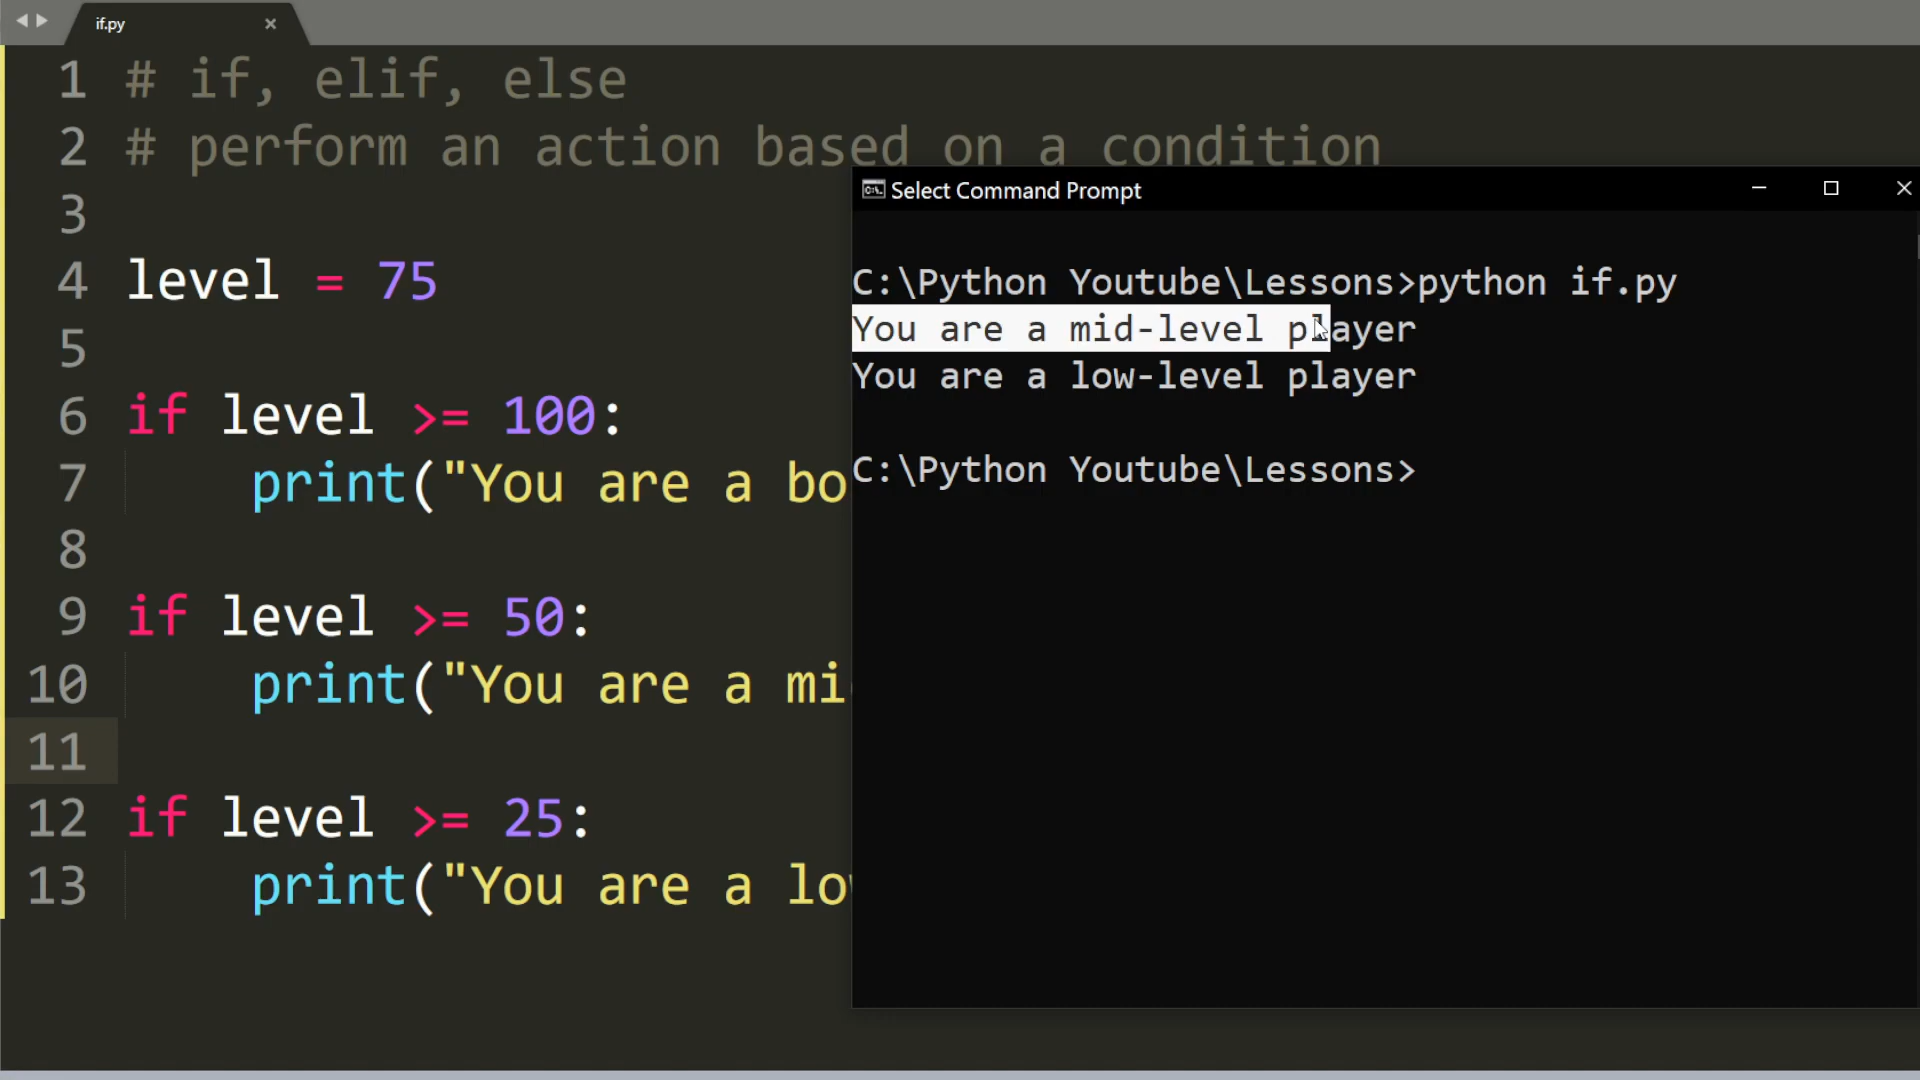 if.py
1 # if, elif, else
2 # perform an action based on a condition
3
4 level = 75
5
6 if level >= 100:
7 print("You are a bo
8
9 if level >= 50:
10 print("You are a mi
11
12 if level >= 25:
13 print("You are a lo
Select Command Prompt
C:\Python Youtube\Lessons>python if.py
You are a mid-level player
You are a low-level player
C:\Python Youtube\Lessons>